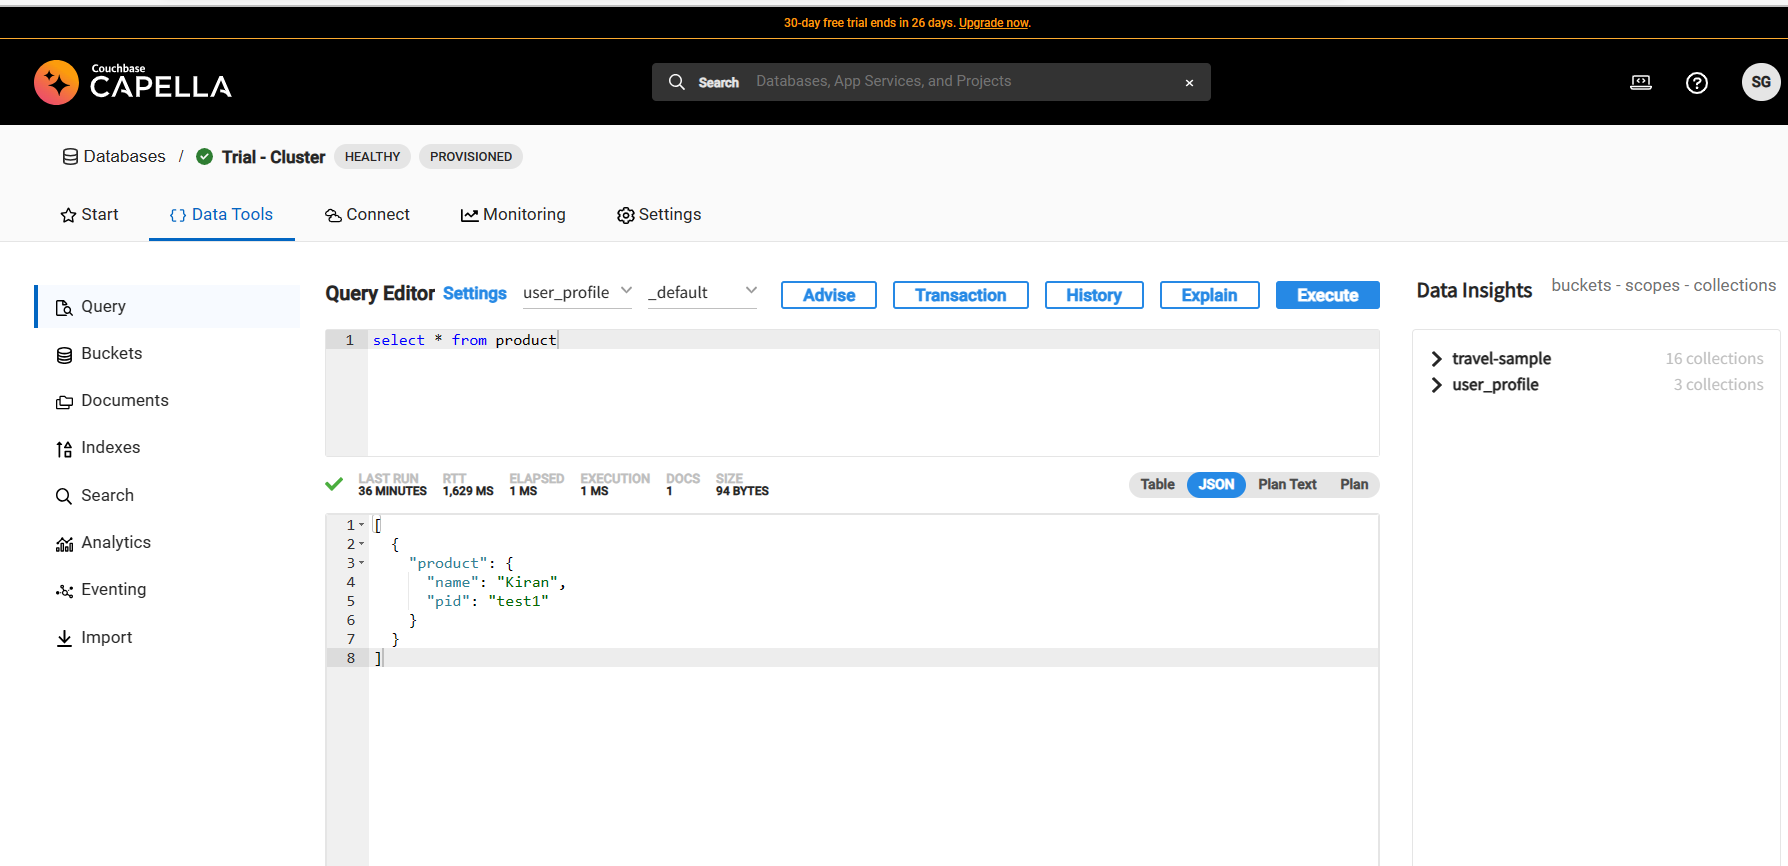 30-day free trial ends in 26 days. Upgrade now.
Couchbase
CAPELLA
Search Databases, App Services, and Projects ×
SG
Databases / Trial - Cluster HEALTHY PROVISIONED
Start Data Tools Connect Monitoring Settings
Query
Buckets
Documents
Indexes
Search
Analytics
Eventing
Import
Query Editor Settings user_profile _default Advise Transaction History Explain Execute
1 select * from product
LAST RUN RTT ELAPSED EXECUTION DOCS SIZE
36 MINUTES 1,629 MS 1 MS 1 MS 1 94 BYTES
Table JSON Plan Text Plan
1 [
2 {
3 "product": {
4 "name": "Kiran",
5 "pid": "test1"
6 }
7 }
8 ]
Data Insights buckets - scopes - collections
travel-sample 16 collections
user_profile 3 collections